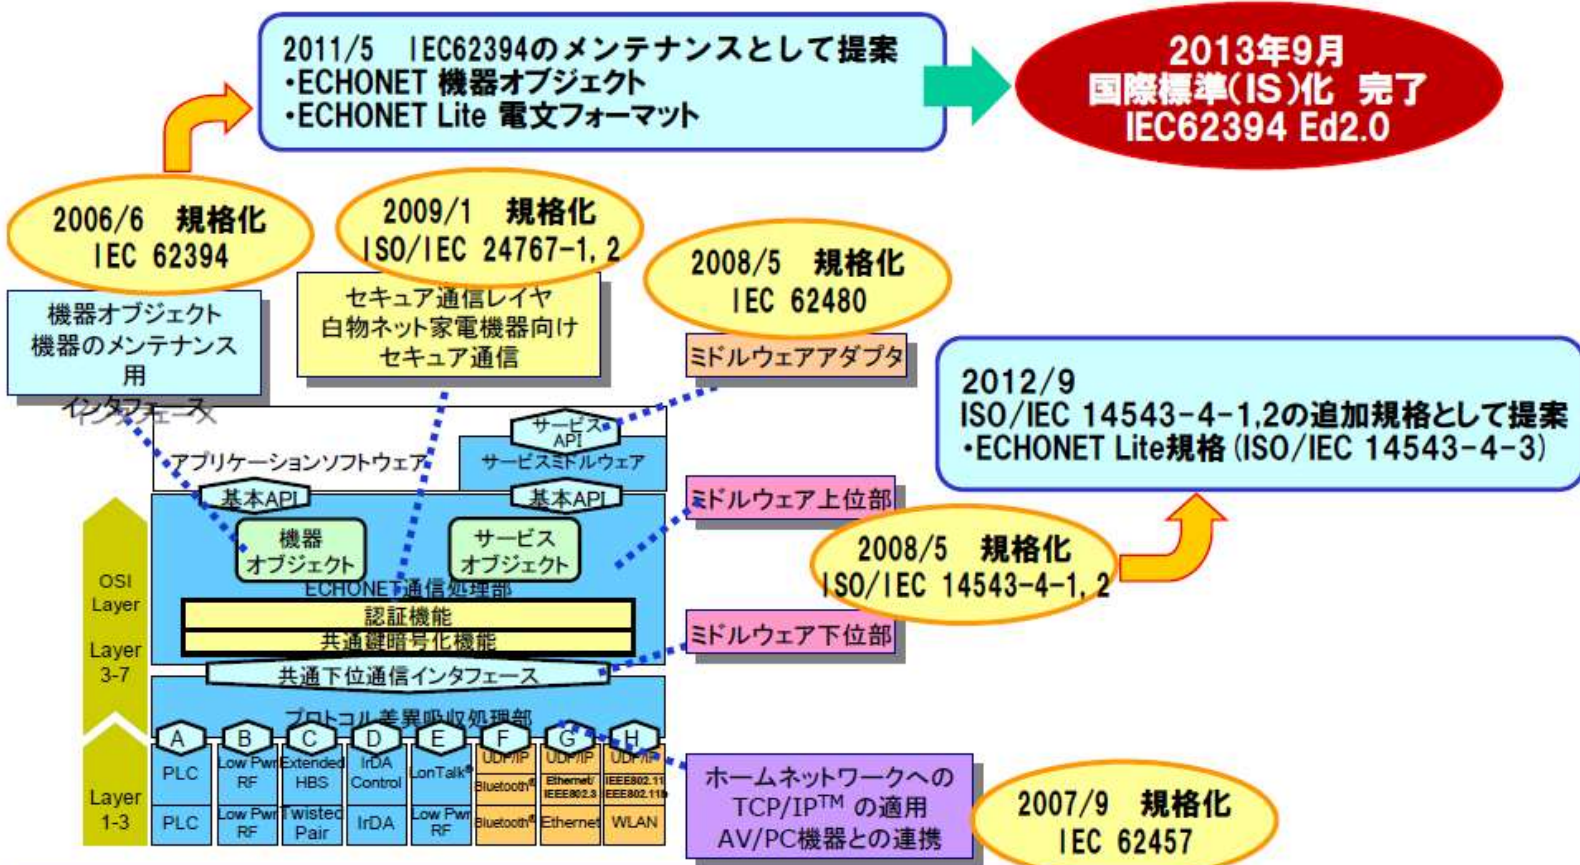 2011/5 IEC62394のメンテナンスとして提案
・ECHONET 機器オブジェクト
・ECHONET Lite 電文フォーマット
2013年9月
国際標準(IS)化 完了
IEC62394 Ed2.0
2006/6 規格化
IEC 62394
2009/1 規格化
ISO/IEC 24767-1, 2
2008/5 規格化
IEC 62480
機器オブジェクト
機器のメンテナンス
用
インタフェース
セキュア通信レイヤ
白物ネット家電機器向け
セキュア通信
ミドルウェアアダプタ
2012/9
ISO/IEC 14543-4-1,2の追加規格として提案
・ECHONET Lite規格(ISO/IEC 14543-4-3)
サービス
API
アプリケーションソフトウェア
サービスミドルウェア
基本API
基本API
ミドルウェア上位部
機器
オブジェクト
サービス
オブジェクト
2008/5 規格化
ISO/IEC 14543-4-1, 2
OSI
Layer
Layer
3-7
ECHONET通信処理部
認証機能
共通鍵暗号化機能
ミドルウェア下位部
共通下位通信インタフェース
プロトコル差異吸収処理部
A B C D E F G H
Layer
1-3
PLC
Low Pwr
RF
Extended
HBS
IrDA
Control
LonTalk®
UDP/IP
Bluetooth®
UDP/IP
Ethernet/
IEEE802.3
UDP/IP
IEEE802.11
IEEE802.11b
PLC
Low Pwr
RF
Twisted
Pair
IrDA
Low Pwr
RF
Bluetooth®
Ethernet
WLAN
ホームネットワークへの
TCP/IP™ の適用
AV/PC機器との連携
2007/9 規格化
IEC 62457